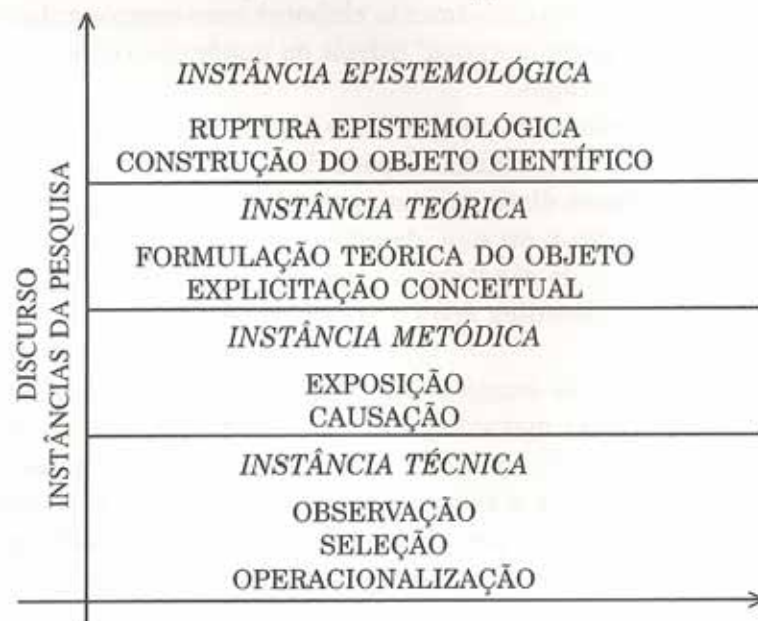 INSTÂNCIA EPISTEMOLÓGICA
RUPTURA EPISTEMOLÓGICA
CONSTRUÇÃO DO OBJETO CIENTÍFICO
INSTÂNCIA TEÓRICA
FORMULAÇÃO TEÓRICA DO OBJETO
EXPLICITAÇÃO CONCEITUAL
INSTÂNCIA METÓDICA
EXPOSIÇÃO
CAUSAÇÃO
INSTÂNCIA TÉCNICA
OBSERVAÇÃO
SELEÇÃO
OPERACIONALIZAÇÃO
DISCURSO
INSTÂNCIAS DA PESQUISA